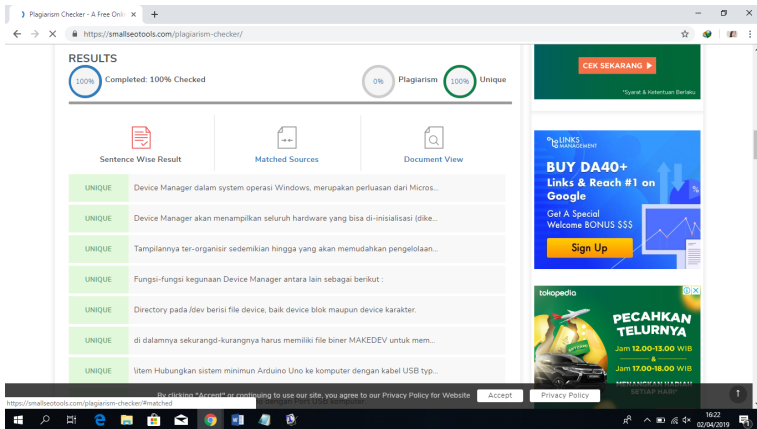 Plagiarism Checker - A Free Onli
https://smallseotools.com/plagiarism-checker/
RESULTS
100% Completed: 100% Checked
0% Plagiarism 100% Unique
Sentence Wise Result Matched Sources Document View
UNIQUE Device Manager dalam system operasi Windows, merupakan perluasan dari Micros...
UNIQUE Device Manager akan menampilkan seluruh hardware yang bisa di-inisialisasi (dike...
UNIQUE Tampilannya ter-organisir sedemikian hingga yang akan memudahkan pengelolaan...
UNIQUE Fungsi-fungsi kegunaan Device Manager antara lain sebagai berikut :
UNIQUE Directory pada /dev berisi file device, baik device blok maupun device karakter.
UNIQUE di dalamnya sekurangd-kurangnya harus memiliki file biner MAKEDEV untuk mem...
UNIQUE \item Hubungkan sistem minimun Arduino Uno ke komputer dengan kabel USB typ...
CEK SEKARANG
*Syarat & Ketentuan Berlaku
LINKS
MANAGEMENT
BUY DA40+
Links & Reach #1 on
Google
Get A Special
Welcome BONUS $$$
Sign Up
tokopedia
PECAHKAN
TELURNYA
Jam 12.00-13.00 WIB
&
Jam 17.00-18.00 WIB
MENANGKAN HADIAH
SETIAP HARI*
By clicking "Accept" or continuing to use our site, you agree to our Privacy Policy for Website Accept Privacy Policy
https://smallseotools.com/plagiarism-checker/#matched
16:22
02/04/2019